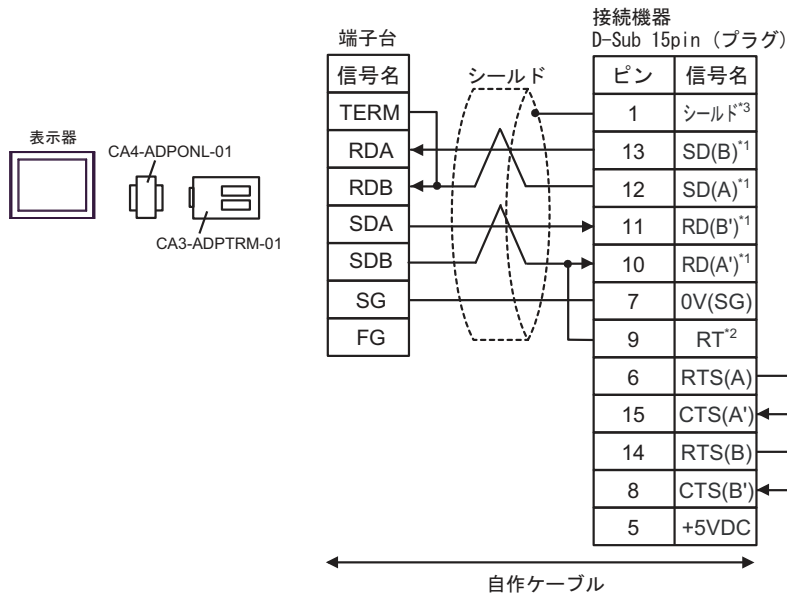 接続機器
端子台
D-Sub 15pin (プラグ)
信号名
シールド
ピン 信号名
TERM
1 シールド*3
表示器
CA4-ADPONL-01
RDA
13 SD(B)*1
RDB
12 SD(A)*1
SDA
11 RD(B')*1
CA3-ADPTRM-01
SDB
10 RD(A')*1
SG
7 0V(SG)
FG
9 RT*2
6 RTS(A)
15 CTS(A')
14 RTS(B)
8 CTS(B')
5 +5VDC
自作ケーブル